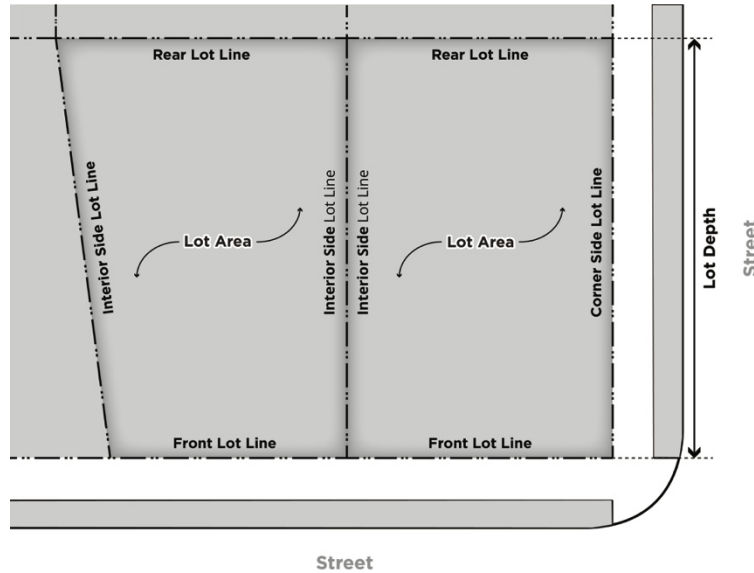 Rear Lot Line
Rear Lot Line
Interior Side Lot Line
Lot Area
Interior Side Lot Line
Interior Side Lot Line
Lot Area
Corner Side Lot Line
Lot Depth
Street
Front Lot Line
Front Lot Line
Street